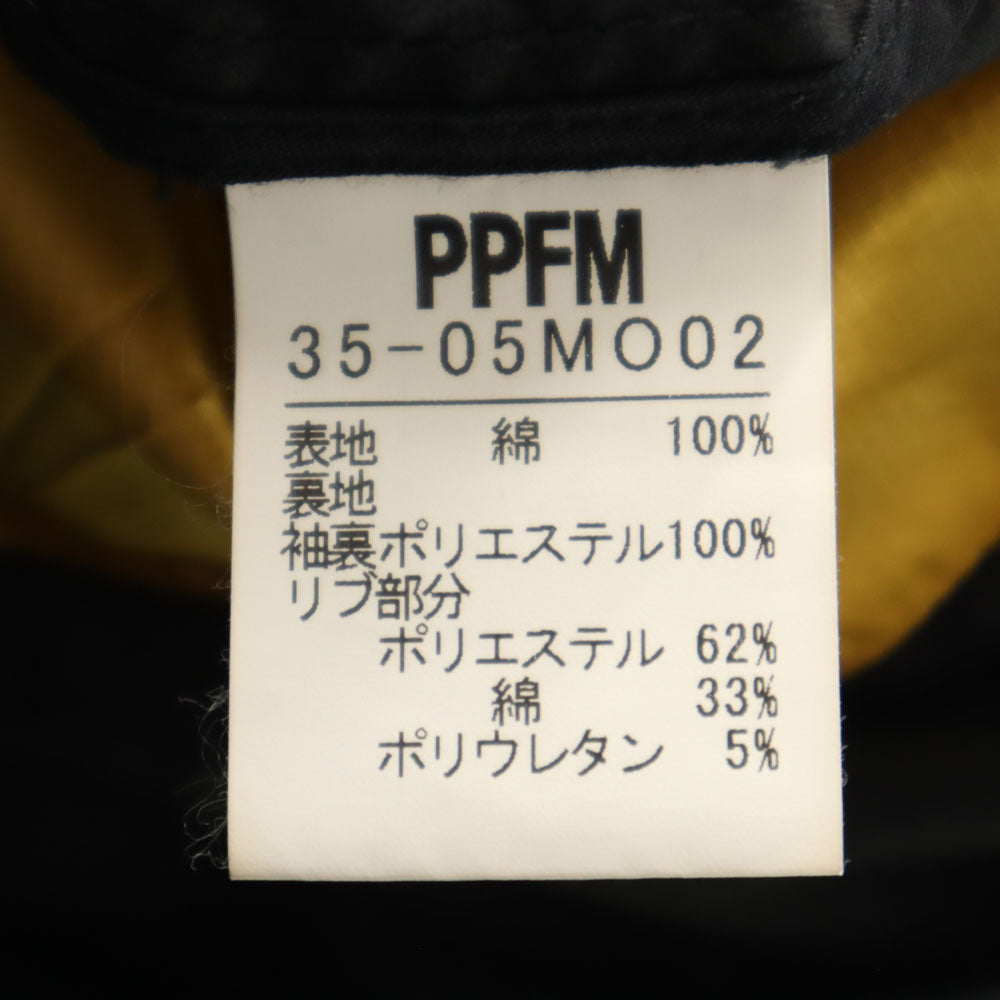 PPFM
35-05MO02
表地 綿 100%
裏地
袖裏ポリエステル100%
リブ部分
ポリエステル 62%
綿 33%
ポリウレタン 5%